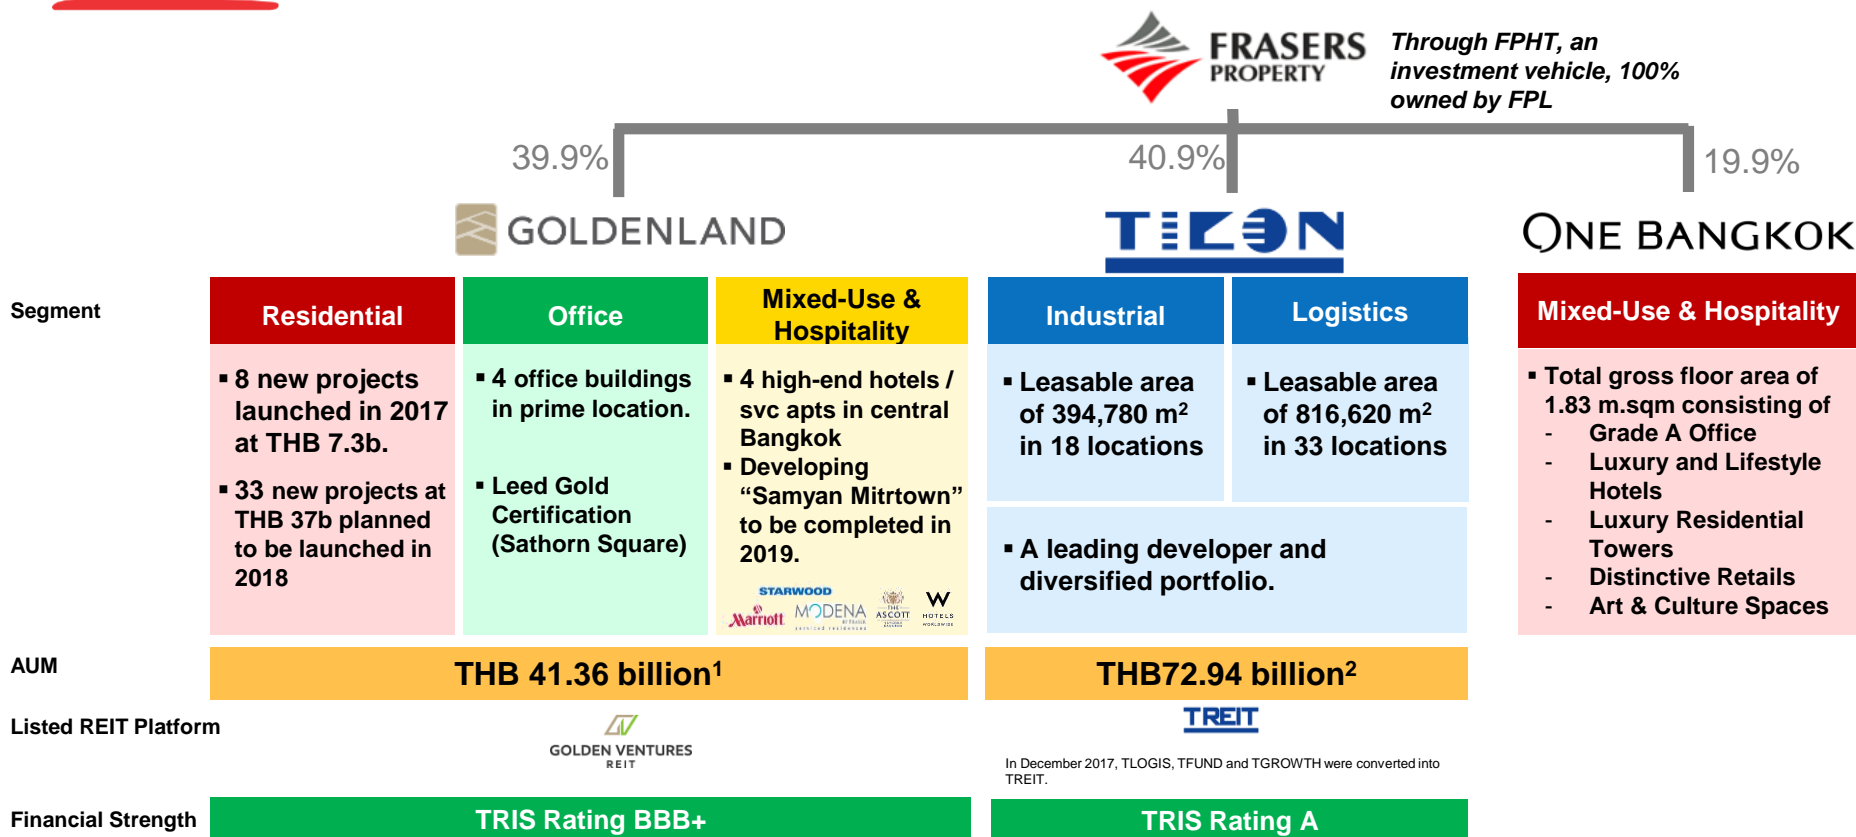 FRASERS
PROPERTY
Through FPHT, an
investment vehicle, 100%
owned by FPL
39.9%
40.9%
19.9%
GOLDENLAND
TICON
ONE BANGKOK
Segment
Residential
Office
Mixed-Use &
Hospitality
Industrial
Logistics
Mixed-Use & Hospitality
▪ 8 new projects
launched in 2017
at THB 7.3b.
▪ 33 new projects at
THB 37b planned
to be launched in
2018
▪ 4 office buildings
in prime location.
▪ Leed Gold
Certification
(Sathorn Square)
▪ 4 high-end hotels /
svc apts in central
Bangkok
▪ Developing
“Samyan Mitrtown”
to be completed in
2019.
STARWOOD
Marriott
MODENA
BY FRASER
serviced residences
THE
ASCOTT
W
HOTELS
WORLDWIDE
▪ Leasable area
of 394,780 m²
in 18 locations
▪ Leasable area
of 816,620 m²
in 33 locations
▪ A leading developer and
diversified portfolio.
▪ Total gross floor area of
1.83 m.sqm consisting of
- Grade A Office
- Luxury and Lifestyle
Hotels
- Luxury Residential
Towers
- Distinctive Retails
- Art & Culture Spaces
AUM
THB 41.36 billion¹
THB72.94 billion²
Listed REIT Platform
GOLDEN VENTURES
REIT
TREIT
In December 2017, TLOGIS, TFUND and TGROWTH were converted into
TREIT.
Financial Strength
TRIS Rating BBB+
TRIS Rating A